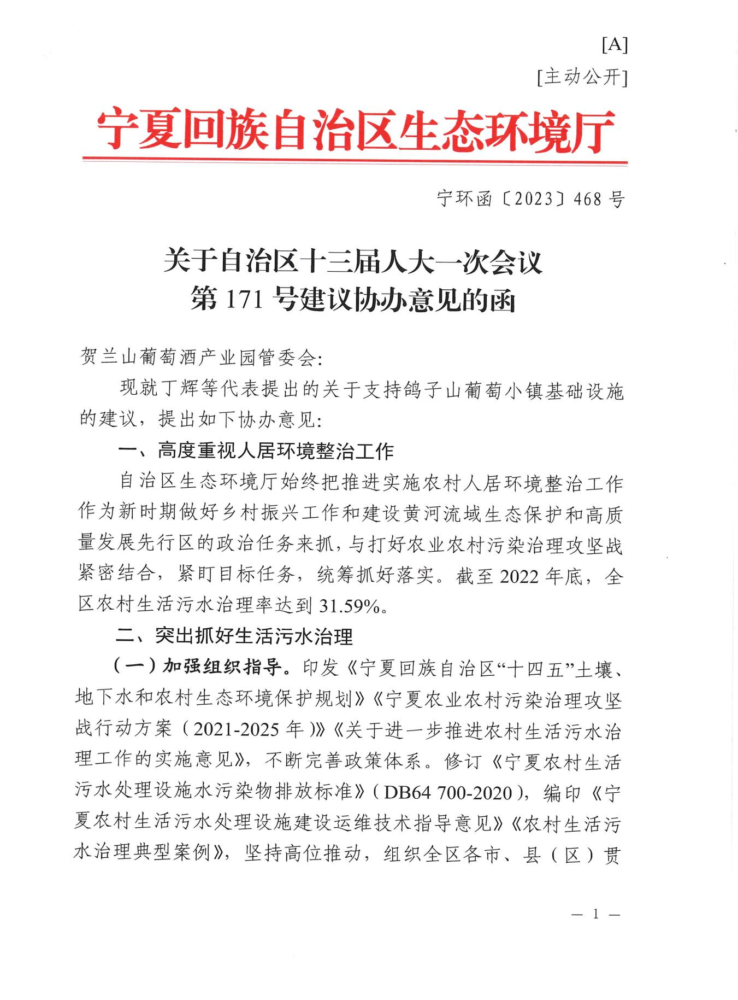 [A]
[主动公开]
宁夏回族自治区生态环境厅
宁环函〔2023〕468 号
关于自治区十三届人大一次会议
第 171 号建议协办意见的函
贺兰山葡萄酒产业园管委会：
现就丁辉等代表提出的关于支持鸽子山葡萄小镇基础设施
的建议，提出如下协办意见：
一、高度重视人居环境整治工作
自治区生态环境厅始终把推进实施农村人居环境整治工作
作为新时期做好乡村振兴工作和建设黄河流域生态保护和高质
量发展先行区的政治任务来抓，与打好农业农村污染治理攻坚战
紧密结合，紧盯目标任务，统筹抓好落实。截至 2022 年底，全
区农村生活污水治理率达到 31.59%。
二、突出抓好生活污水治理
（一）加强组织指导。印发《宁夏回族自治区“十四五”土壤、
地下水和农村生态环境保护规划》《宁夏农业农村污染治理攻坚
战行动方案（2021-2025 年）》《关于进一步推进农村生活污水治
理工作的实施意见》，不断完善政策体系。修订《宁夏农村生活
污水处理设施水污染物排放标准》（DB64 700-2020），编印《宁
夏农村生活污水处理设施建设运维技术指导意见》《农村生活污
水治理典型案例》，坚持高位推动，组织全区各市、县（区）贯
— 1 —